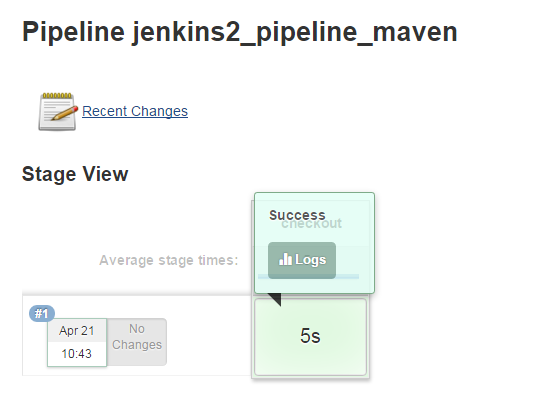 Pipeline jenkins2_pipeline_maven
Recent Changes
Stage View
Success
checkout
Average stage times:
Logs
#1
Apr 21
10:43
No
Changes
5s